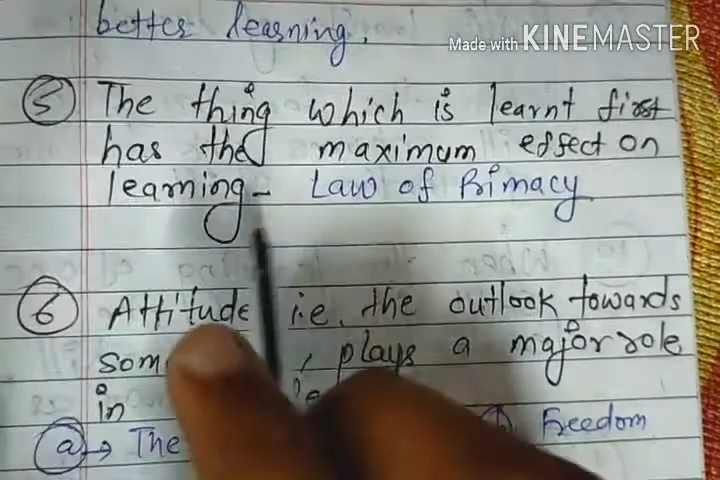 better learning.
Made with KINEMASTER
5 The thing which is learnt first
has the maximum effect on
learning - Law of Primacy
6 Attitude i.e. the outlook towards
som , plays a major role
in
a → The b Freedom